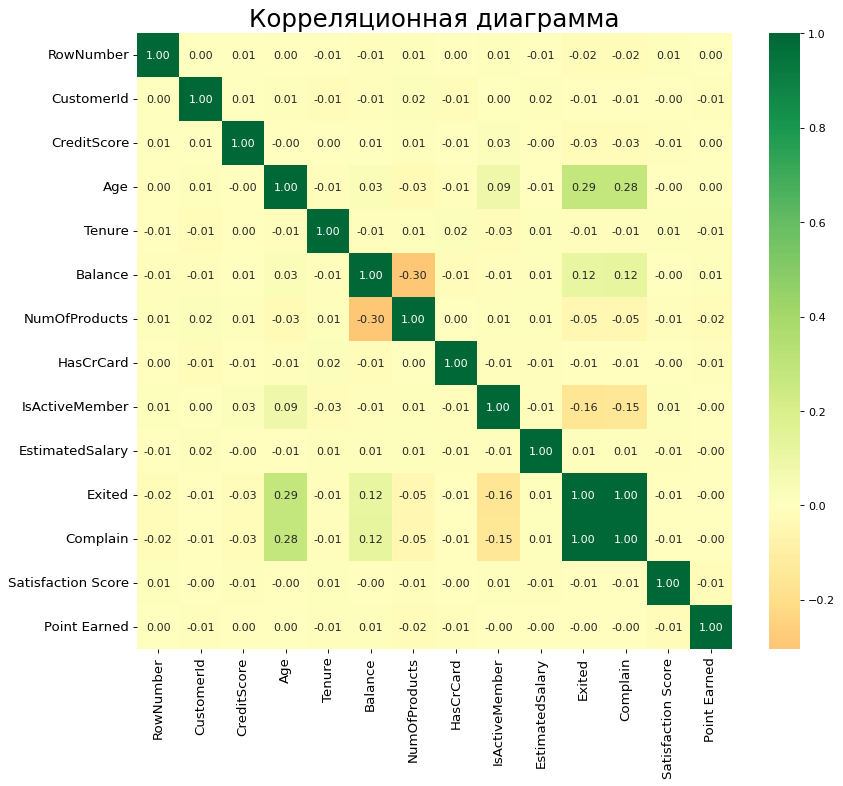 Корреляционная диаграмма
RowNumber 1.00 0.00 0.01 0.00 -0.01 -0.01 0.01 0.00 0.01 -0.01 -0.02 -0.02 0.01 0.00
CustomerId 0.00 1.00 0.01 0.01 -0.01 -0.01 0.02 -0.01 0.00 0.02 -0.01 -0.01 -0.00 -0.01
CreditScore 0.01 0.01 1.00 -0.00 0.00 0.01 0.01 -0.01 0.03 -0.00 -0.03 -0.03 -0.01 0.00
Age 0.00 0.01 -0.00 1.00 -0.01 0.03 -0.03 -0.01 0.09 -0.01 0.29 0.28 -0.00 0.00
Tenure -0.01 -0.01 0.00 -0.01 1.00 -0.01 0.01 0.02 -0.03 0.01 -0.01 -0.01 0.01 -0.01
Balance -0.01 -0.01 0.01 0.03 -0.01 1.00 -0.30 -0.01 -0.01 0.01 0.12 0.12 -0.00 0.01
NumOfProducts 0.01 0.02 0.01 -0.03 0.01 -0.30 1.00 0.00 0.01 0.01 -0.05 -0.05 -0.01 -0.02
HasCrCard 0.00 -0.01 -0.01 -0.01 0.02 -0.01 0.00 1.00 -0.01 -0.01 -0.01 -0.01 -0.00 -0.01
IsActiveMember 0.01 0.00 0.03 0.09 -0.03 -0.01 0.01 -0.01 1.00 -0.01 -0.16 -0.15 0.01 -0.00
EstimatedSalary -0.01 0.02 -0.00 -0.01 0.01 0.01 0.01 -0.01 -0.01 1.00 0.01 0.01 -0.01 -0.00
Exited -0.02 -0.01 -0.03 0.29 -0.01 0.12 -0.05 -0.01 -0.16 0.01 1.00 1.00 -0.01 -0.00
Complain -0.02 -0.01 -0.03 0.28 -0.01 0.12 -0.05 -0.01 -0.15 0.01 1.00 1.00 -0.01 -0.00
Satisfaction Score 0.01 -0.00 -0.01 -0.00 0.01 -0.00 -0.01 -0.00 0.01 -0.01 -0.01 -0.01 1.00 -0.01
Point Earned 0.00 -0.01 0.00 0.00 -0.01 0.01 -0.02 -0.01 -0.00 -0.00 -0.00 -0.00 -0.01 1.00
RowNumber
CustomerId
CreditScore
Age
Tenure
Balance
NumOfProducts
HasCrCard
IsActiveMember
EstimatedSalary
Exited
Complain
Satisfaction Score
Point Earned
1.0
0.8
0.6
0.4
0.2
0.0
−0.2